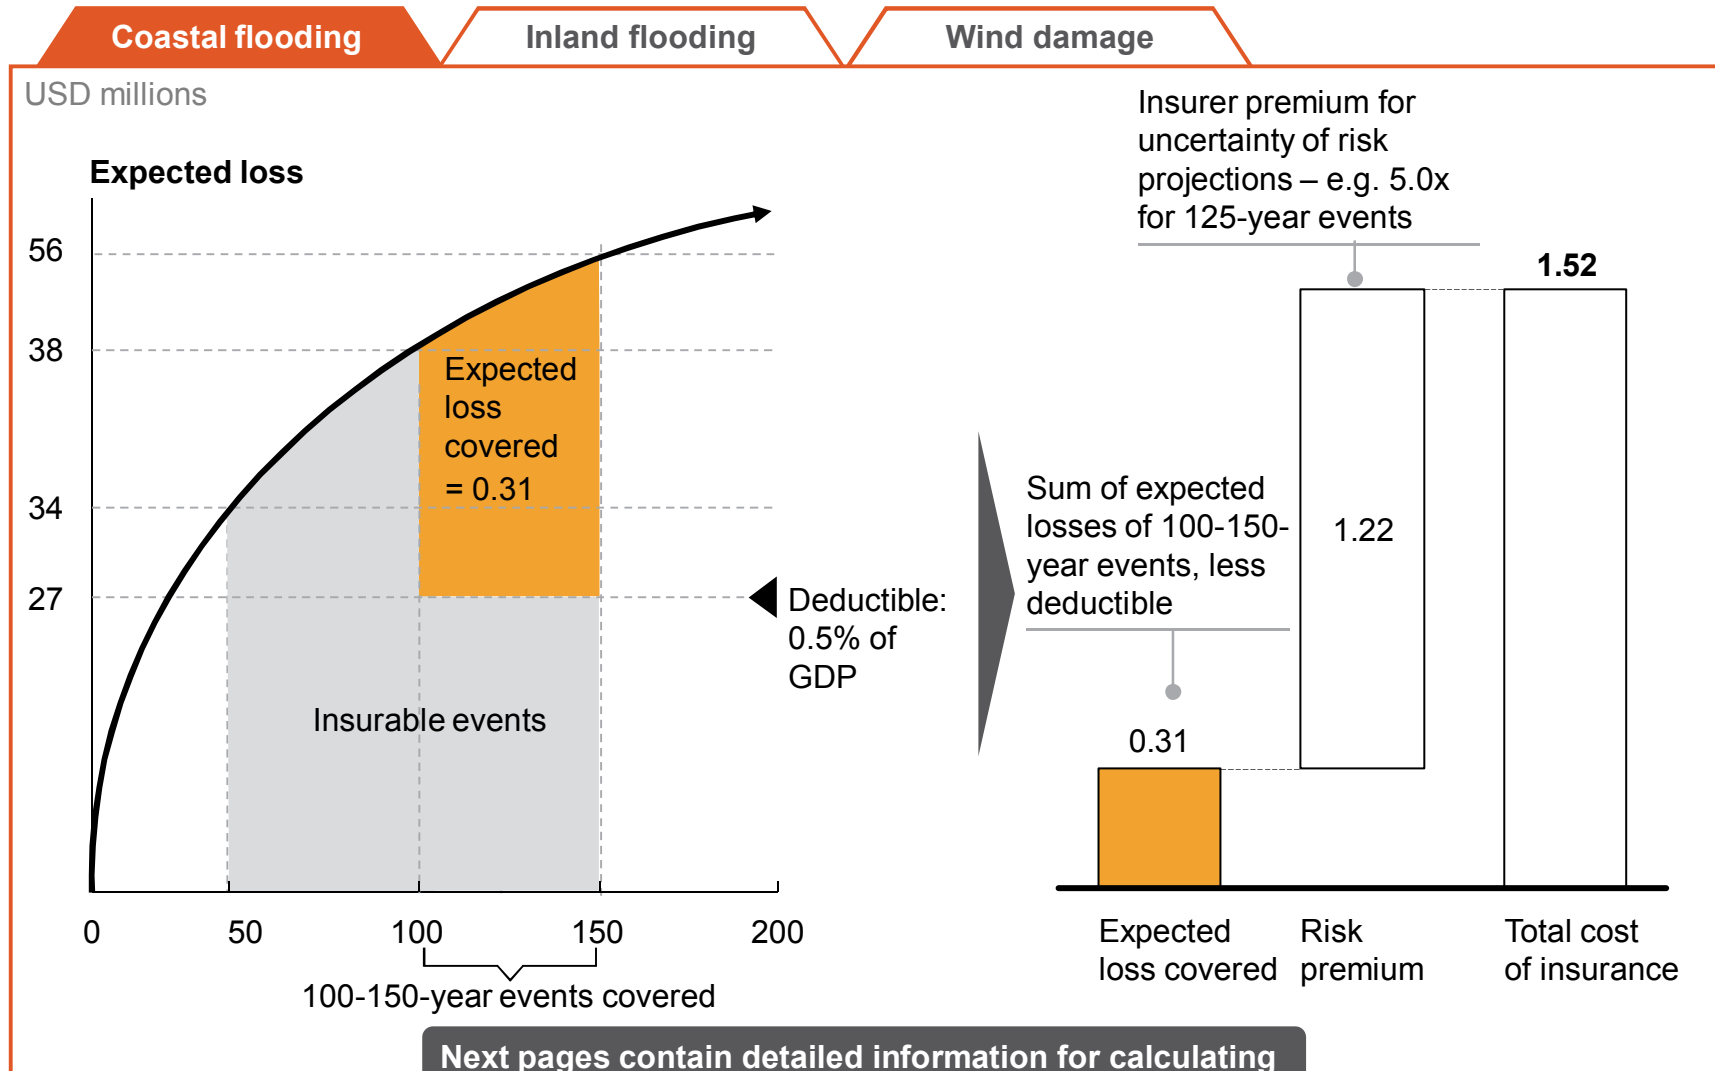 Coastal flooding
Inland flooding
Wind damage
USD millions
Expected loss
56
38
34
27
Expected
loss
covered
= 0.31
Insurable events
Deductible:
0.5% of
GDP
0
50
100
150
200
100-150-year events covered
Insurer premium for
uncertainty of risk
projections – e.g. 5.0x
for 125-year events
1.52
Sum of expected
losses of 100-150-
year events, less
deductible
1.22
0.31
Expected
loss covered
Risk
premium
Total cost
of insurance
Next pages contain detailed information for calculating